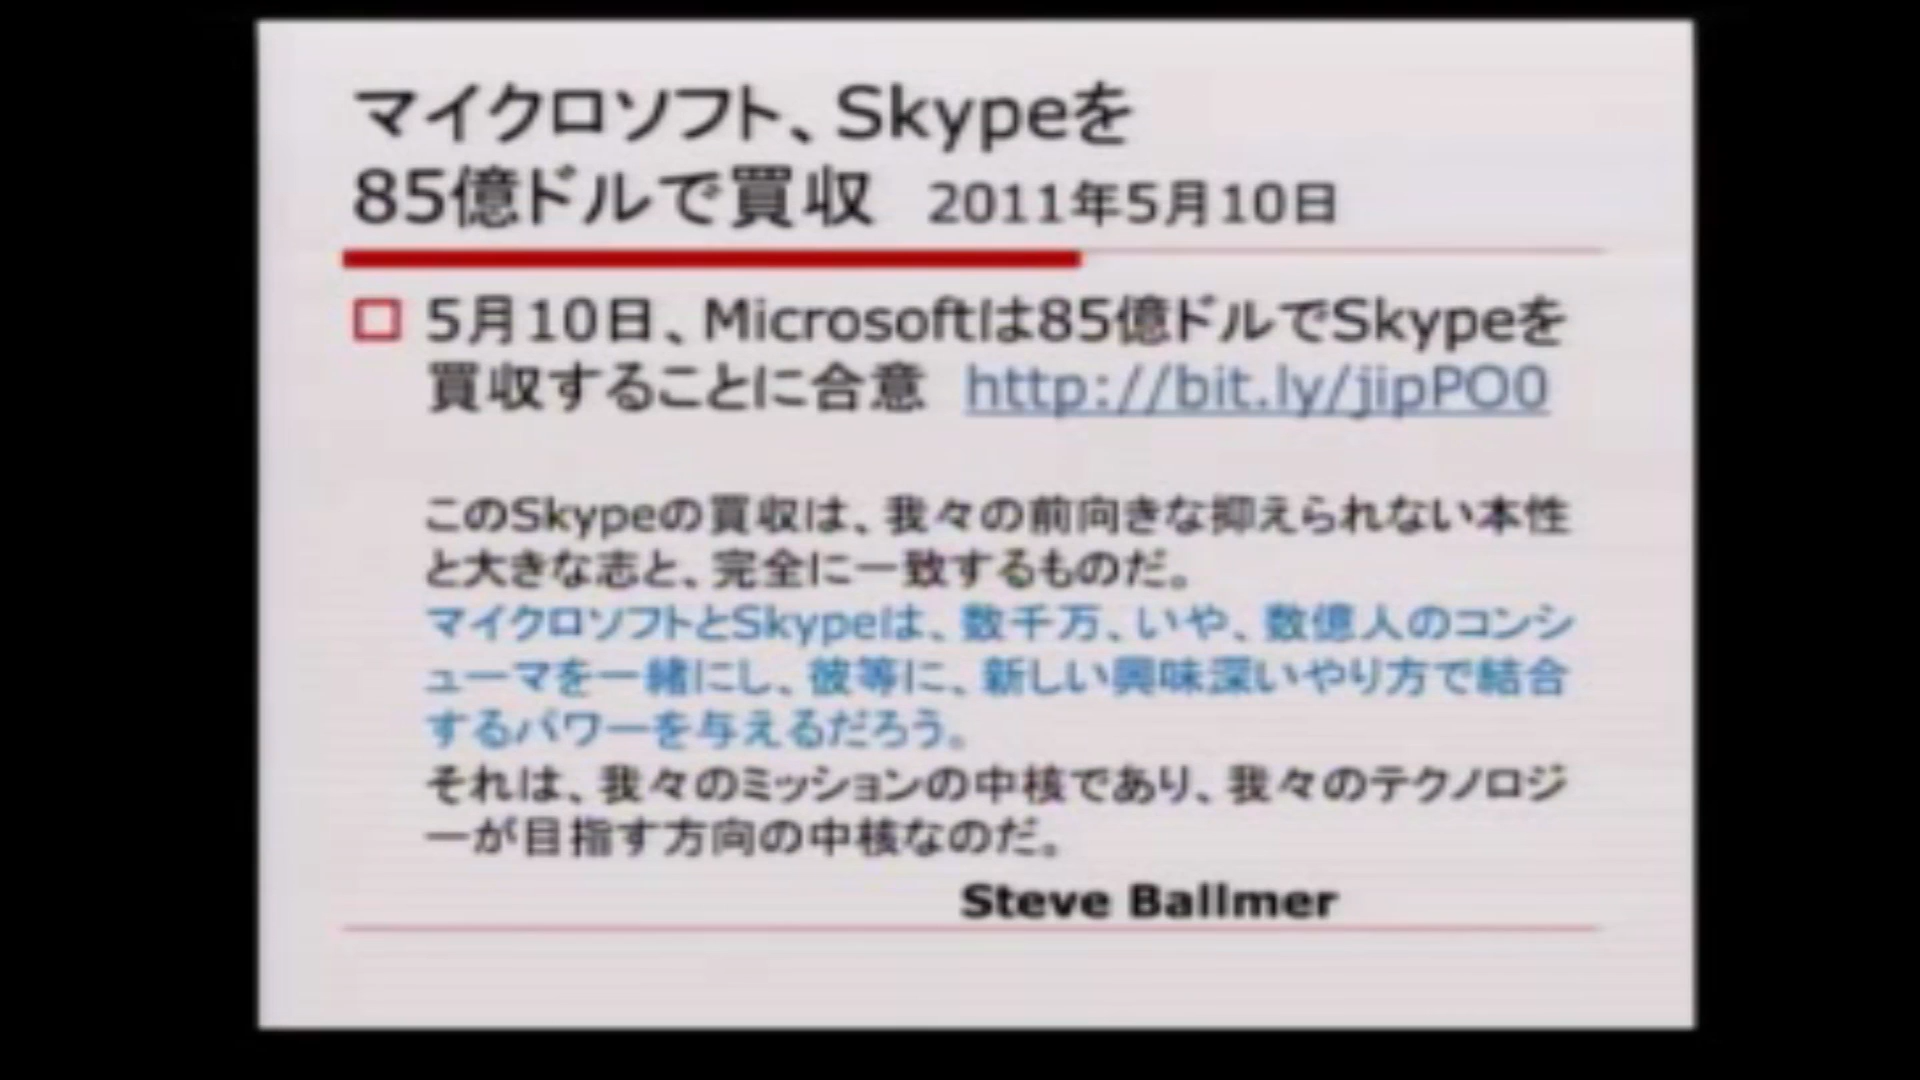 マイクロソフト、Skypeを
85億ドルで買収 2011年5月10日
5月10日、Microsoftは85億ドルでSkypeを
買収することに合意 http://bit.ly/jipPO0
このSkypeの買収は、我々の前向きな抑えられない本性
と大きな志と、完全に一致するものだ。
マイクロソフトとSkypeは、数千万、いや、数億人のコンシ
ューマを一緒にし、彼等に、新しい興味深いやり方で結合
するパワーを与えるだろう。
それは、我々のミッションの中核であり、我々のテクノロジ
ーが目指す方向の中核なのだ。
Steve Ballmer